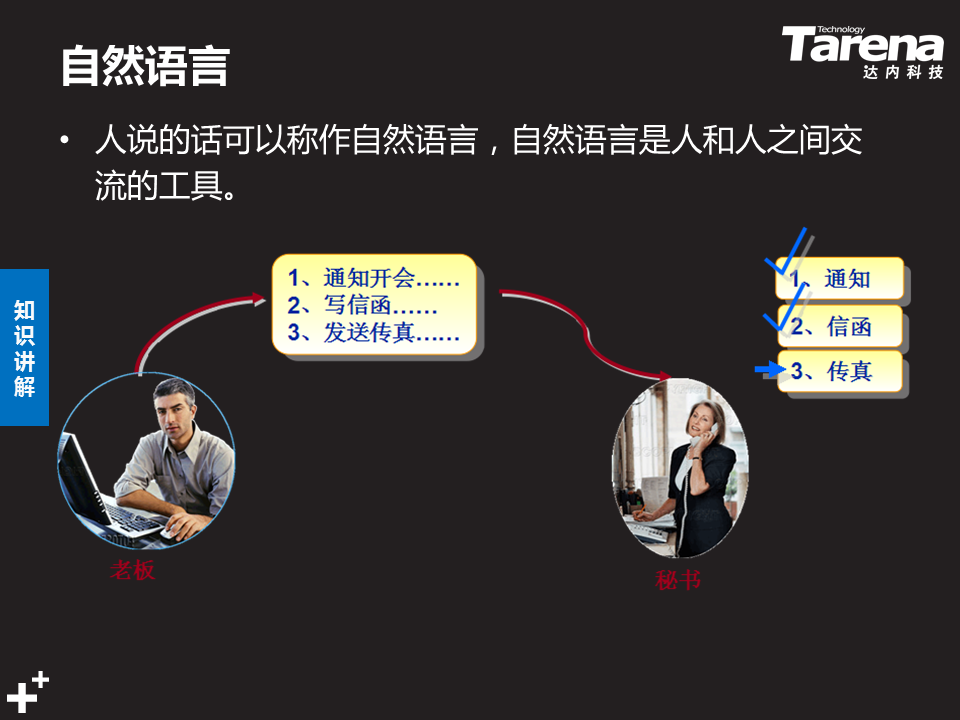 自然语言
Technology
Tarena
达内科技
• 人说的话可以称作自然语言，自然语言是人和人之间交
流的工具。
知识讲解
1、通知开会……
2、写信函……
3、发送传真……
1、通知
2、信函
3、传真
老板
秘书